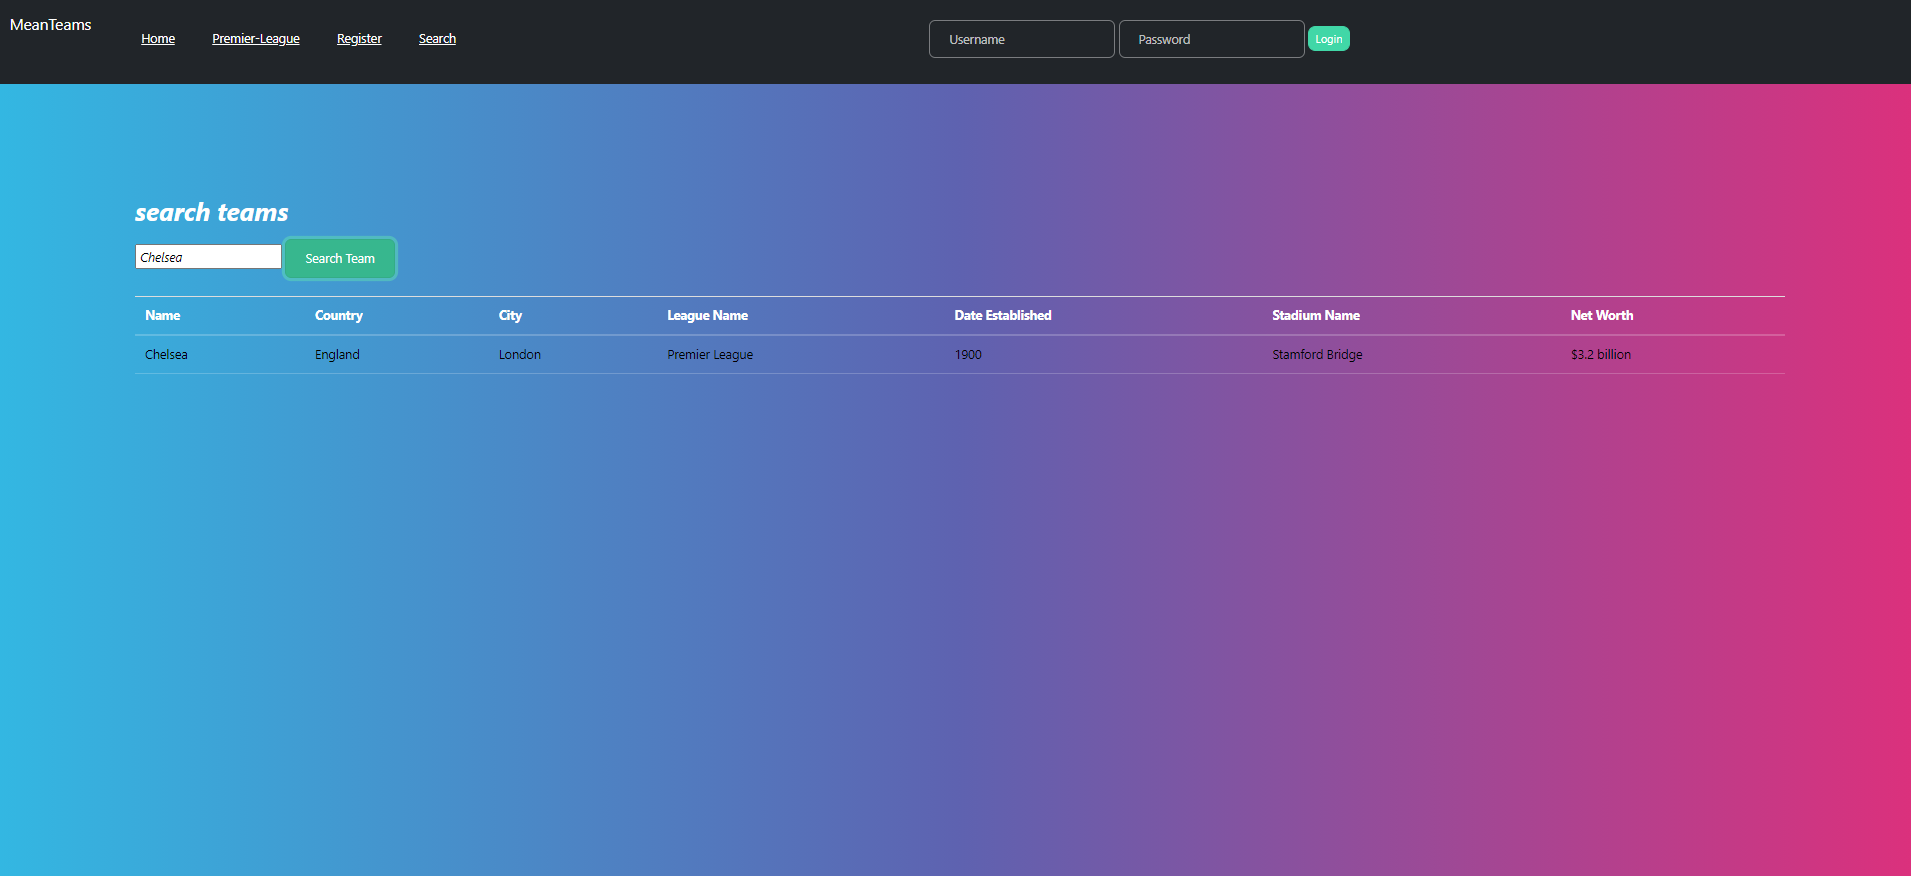 MeanTeams
Home Premier-League Register Search Username Password Login
search teams
Chelsea Search Team
Name Country City League Name Date Established Stadium Name Net Worth
Chelsea England London Premier League 1900 Stamford Bridge $3.2 billion